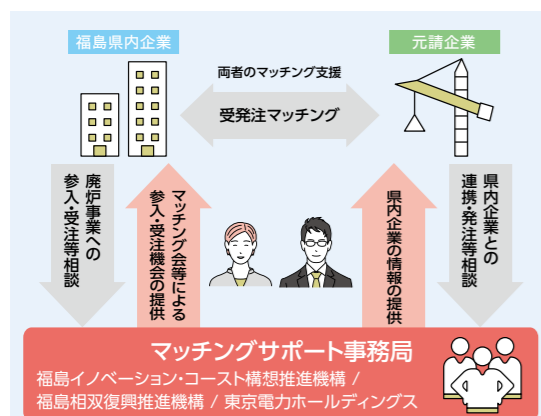 福島県内企業
元請企業
両者のマッチング支援
受発注マッチング
廃炉事業への
参入・受注等相談
マッチング会等による
参入・受注機会の提供
県内企業の情報の提供
県内企業との
連携・発注等相談
マッチングサポート事務局
福島イノベーション・コースト構想推進機構 /
福島相双復興推進機構 / 東京電力ホールディングス